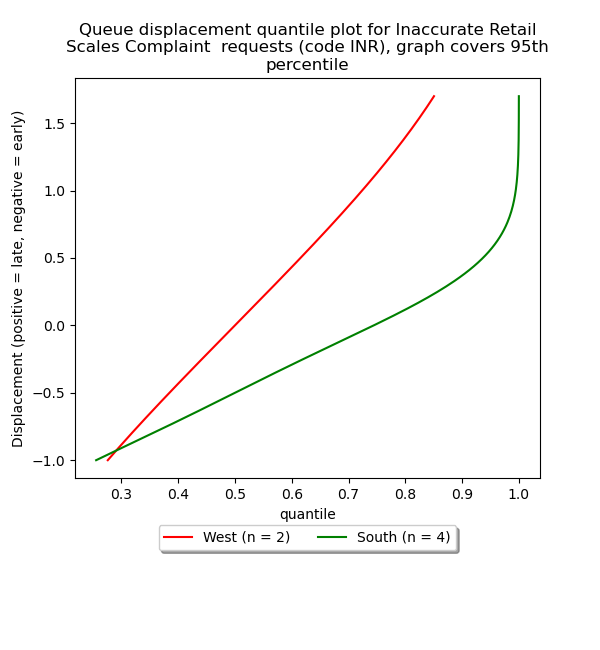 Queue displacement quantile plot for Inaccurate Retail
Scales Complaint  requests (code INR), graph covers 95th
percentile
Displacement (positive = late, negative = early)
1.5
1.0
0.5
0.0
−0.5
−1.0
0.3 0.4 0.5 0.6 0.7 0.8 0.9 1.0
quantile
West (n = 2) South (n = 4)